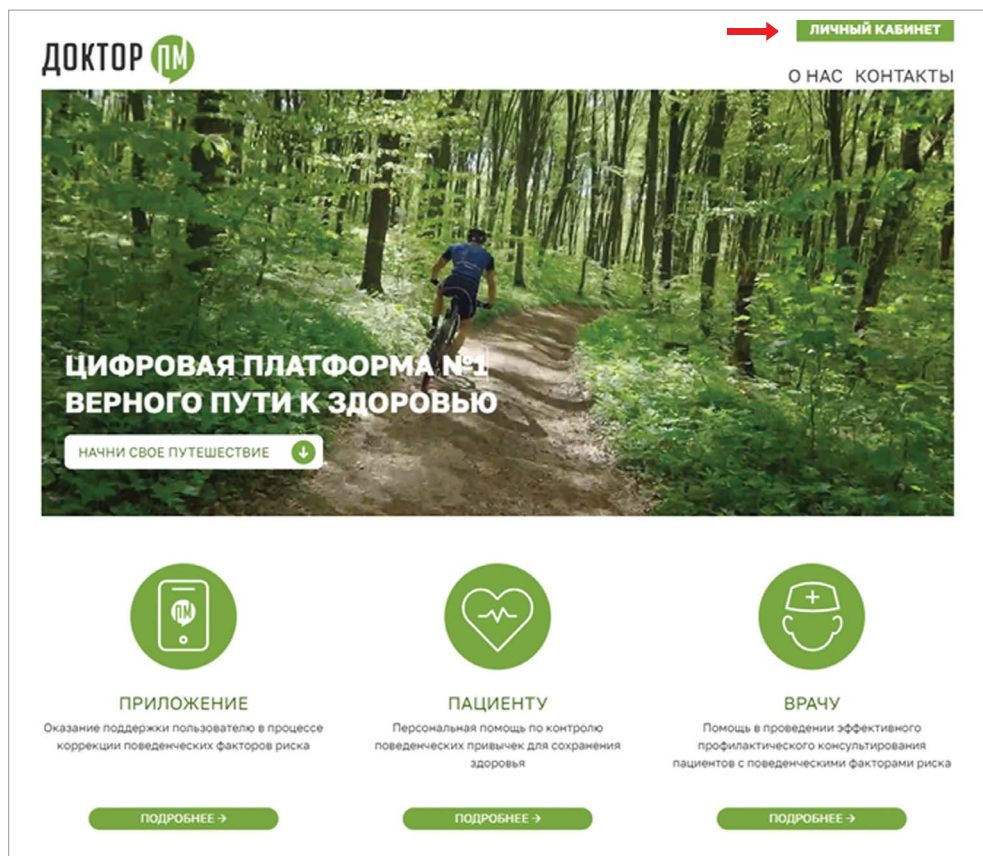 ЛИЧНЫЙ КАБИНЕТ
ДОКТОР ПМ
О НАС КОНТАКТЫ
ЦИФРОВАЯ ПЛАТФОРМА №1
ВЕРНОГО ПУТИ К ЗДОРОВЬЮ
НАЧНИ СВОЕ ПУТЕШЕСТВИЕ
ПМ
ПРИЛОЖЕНИЕ
Оказание поддержки пользователю в процессе
коррекции поведенческих факторов риска
ПОДРОБНЕЕ →
ПАЦИЕНТУ
Персональная помощь по контролю
поведенческих привычек для сохранения
здоровья
ПОДРОБНЕЕ →
ВРАЧУ
Помощь в проведении эффективного
профилактического консультирования
пациентов с поведенческими факторами риска
ПОДРОБНЕЕ →